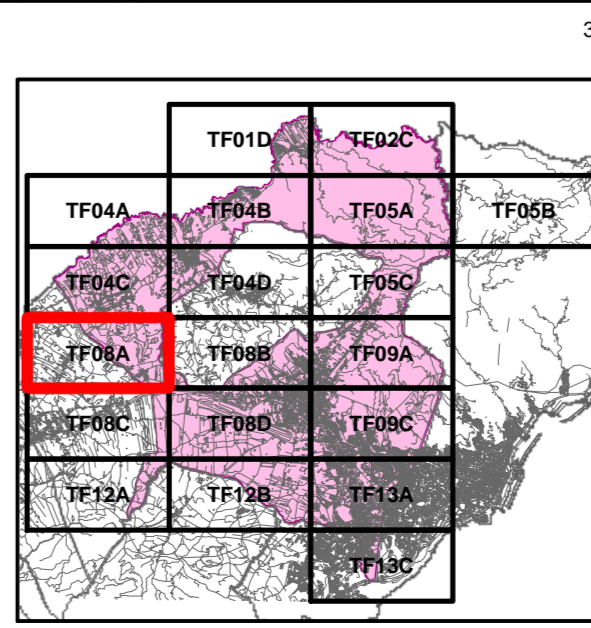 3
TF01D TF02C
TF04A TF04B TF05A TF05B
TF04C TF04D TF05C
TF08A TF08B TF09A
TF08C TF08D TF09C
TF12A TF12B TF13A
TF13C